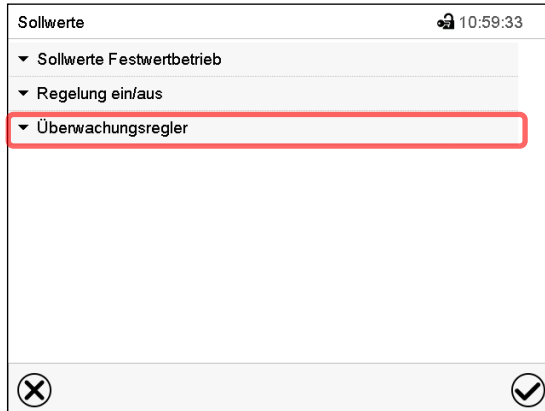 Sollwerte 10:59:33
Sollwerte Festwertbetrieb
Regelung ein/aus
Überwachungsregler